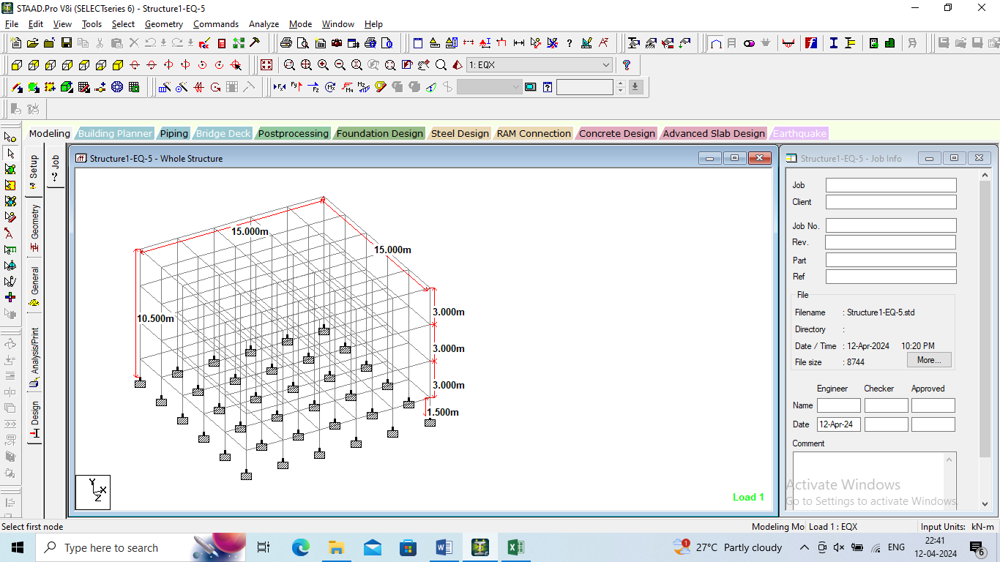 STAAD.Pro V8i (SELECTseries 6) - Structure1-EQ-5
File Edit View Tools Select Geometry Commands Analyze Mode Window Help
1: EQX
Modeling Building Planner Piping Bridge Deck Postprocessing Foundation Design Steel Design RAM Connection Concrete Design Advanced Slab Design Earthquake
Setup
Geometry
General
Analysis/Print
Design
Job
Structure1-EQ-5 - Whole Structure
15.000m
15.000m
10.500m
3.000m
3.000m
3.000m
1.500m
Y
X
Z
Load 1
Structure1-EQ-5 - Job Info
Job
Client
Job No.
Rev.
Part
Ref
File
Filename : Structure1-EQ-5.std
Directory :
Date / Time : 12-Apr-2024 10:20 PM
File size : 8744 More...
Engineer Checker Approved
Name
Date 12-Apr-24
Comment
Activate Windows
Go to Settings to activate Windows.
Select first node Modeling Mo Load 1 : EQX Input Units: kN-m
Type here to search
1
27°C Partly cloudy
ENG
22:41
12-04-2024
6